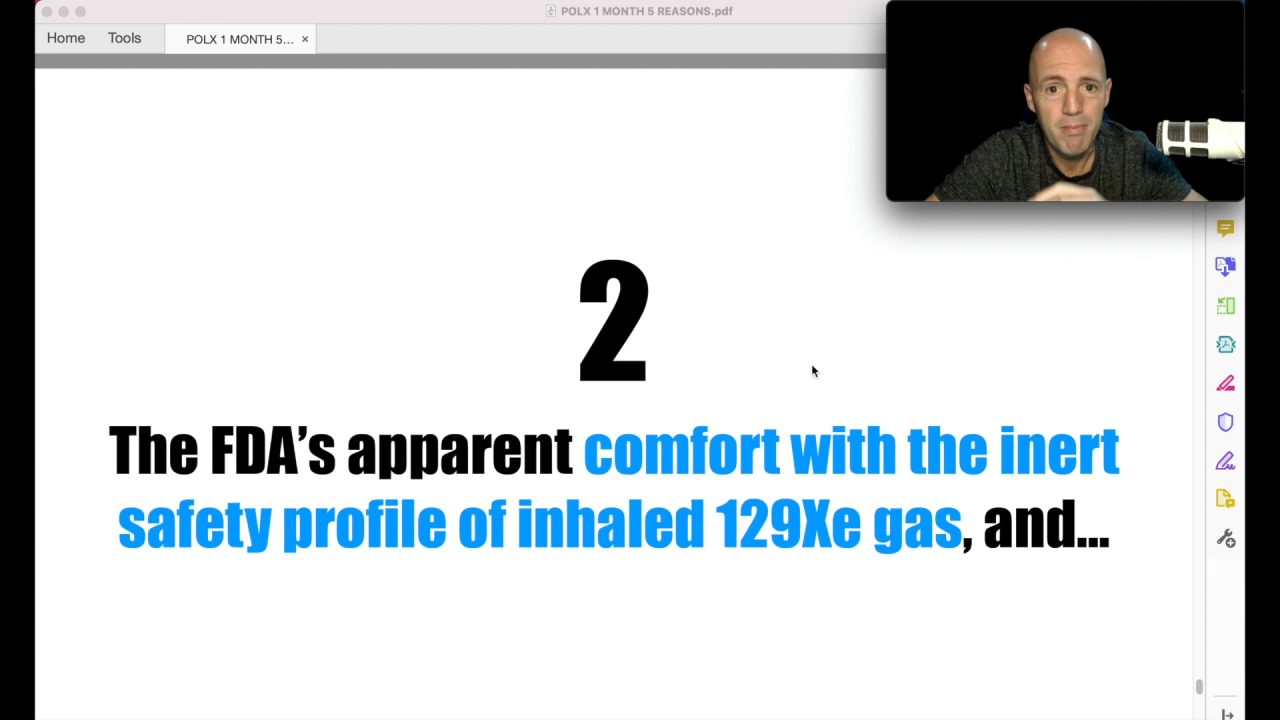 POLX 1 MONTH 5 REASONS.pdf
Home Tools POLX 1 MONTH 5... ×
2
The FDA’s apparent comfort with the inert
safety profile of inhaled 129Xe gas, and...